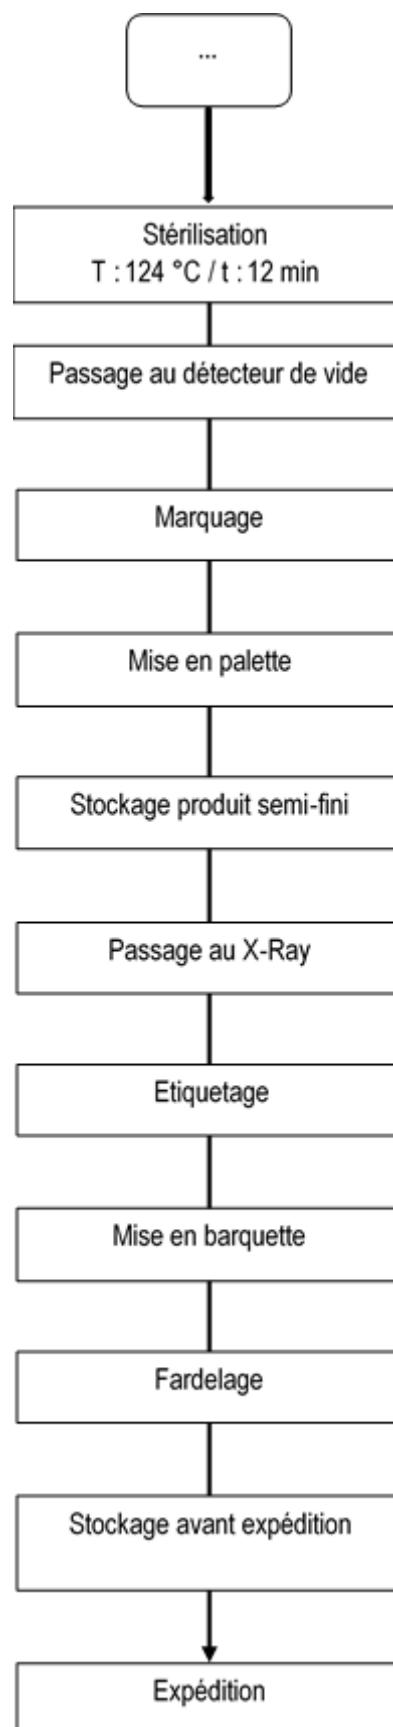 ...
Stérilisation
T : 124 °C / t : 12 min
Passage au détecteur de vide
Marquage
Mise en palette
Stockage produit semi-fini
Passage au X-Ray
Etiquetage
Mise en barquette
Fardelage
Stockage avant expédition
Expédition